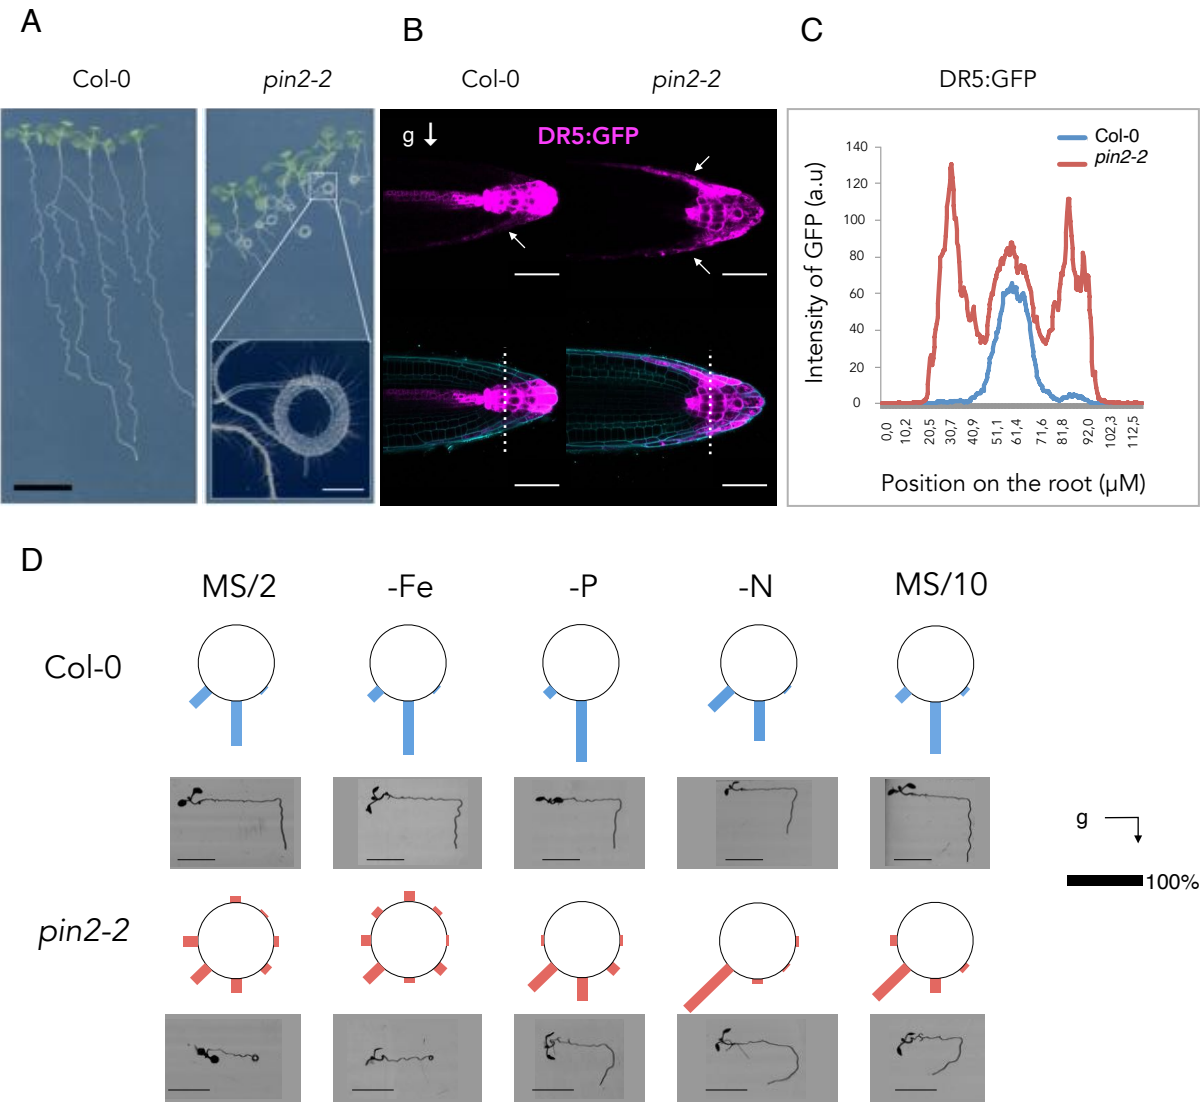 A
B
C
Col-0
pin2-2
Col-0
pin2-2
DR5:GFP
g
DR5:GFP
Col-0
pin2-2
Intensity of GFP (a.u)
140
120
100
80
60
40
20
0
0,0
10,2
20,5
30,7
40,9
51,1
61,4
71,6
81,8
92,0
102,3
112,5
Position on the root (μM)
D
MS/2
-Fe
-P
-N
MS/10
Col-0
g
100%
pin2-2